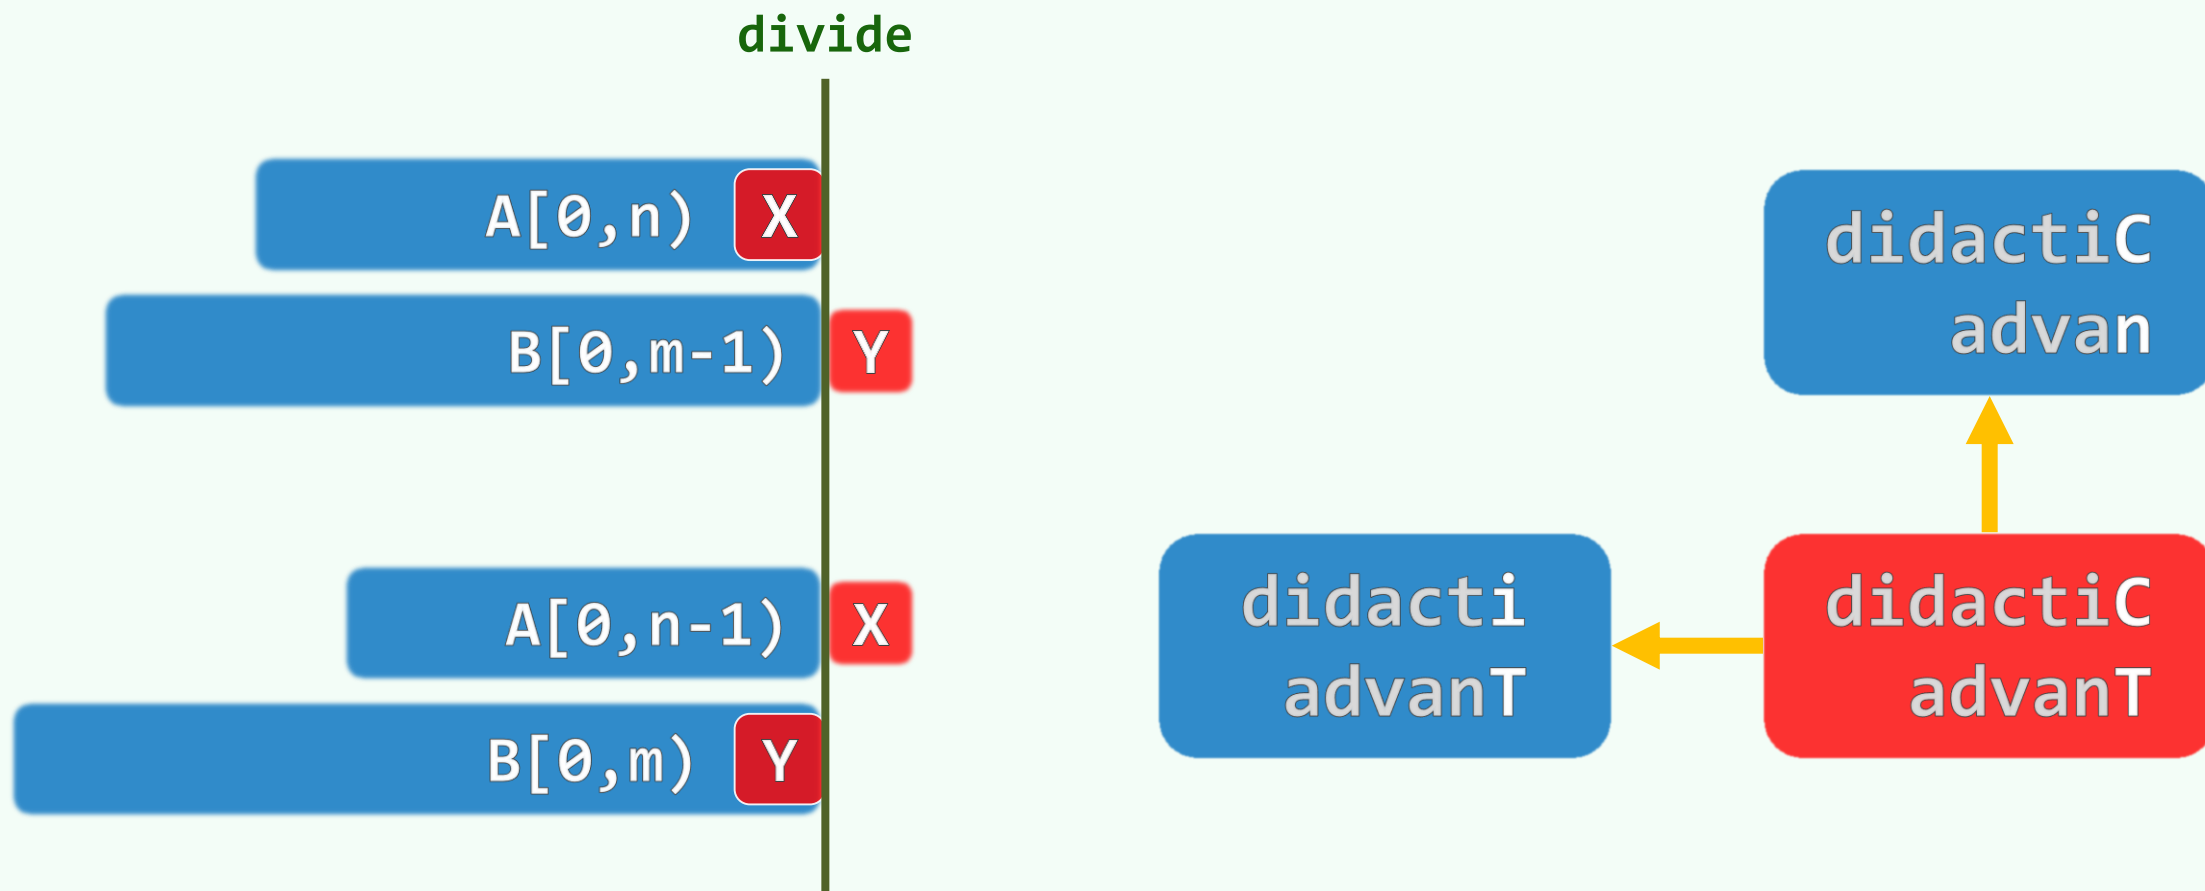 divide
A[0,n) X
B[0,m-1) Y
A[0,n-1) X
B[0,m) Y
didactiC
advan
didacti
advanT
didactiC
advanT